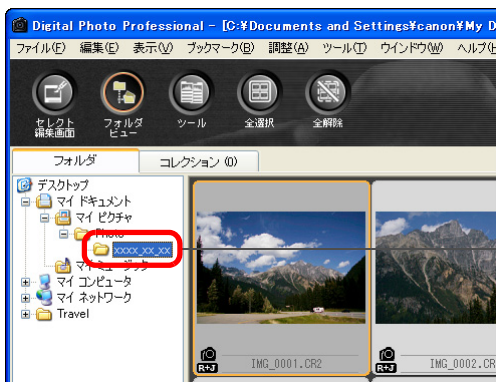 Digital Photo Professional - [C:¥Documents and Settings¥canon¥My D
ファイル(F) 編集(E) 表示(V) ブックマーク(B) 調整(A) ツール(T) ウインドウ(W) ヘルプ(H
セレクト
編集画面
フォルダ
ビュー
ツール
全選択
全解除
フォルダ
コレクション (0)
デスクトップ
マイ ドキュメント
マイ ピクチャ
Photo
xxxx_xx_xx
マイ ミュージック
マイ コンピュータ
マイ ネットワーク
Travel
R+J
IMG_0001.CR2
R+J
IMG_0002.CR